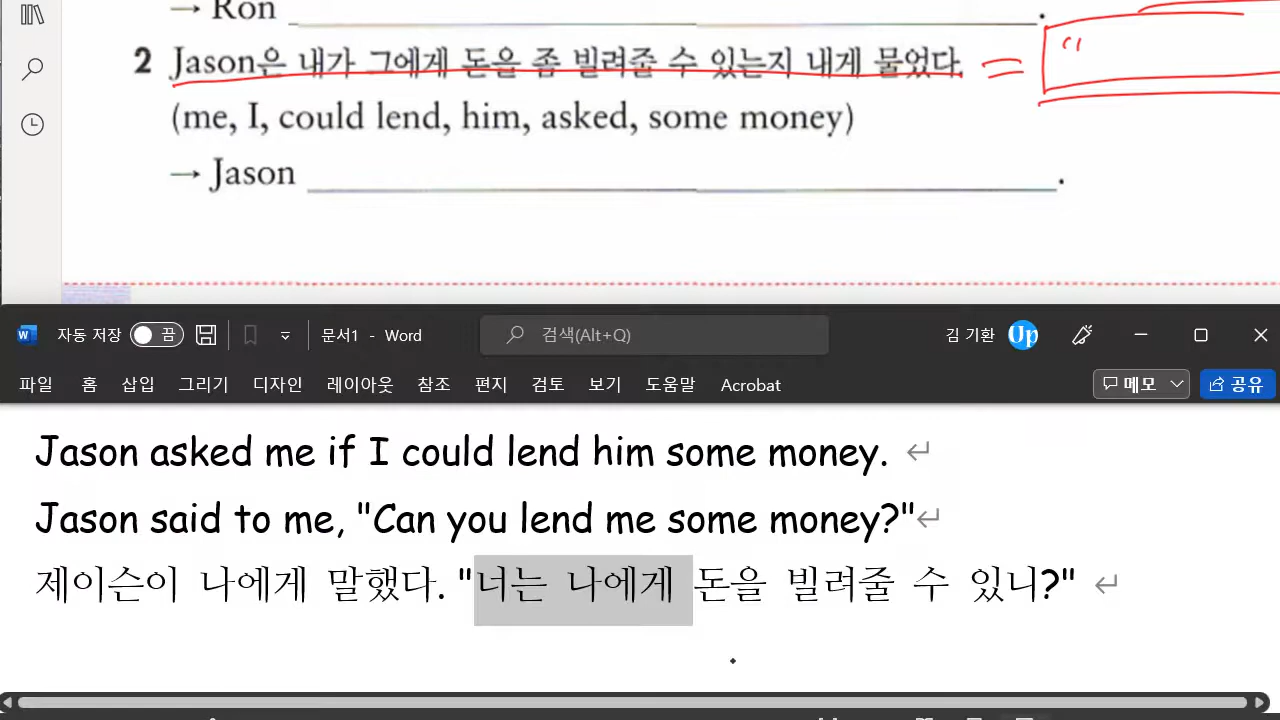 → Ron .
2 Jason은 내가 그에게 돈을 좀 빌려줄 수 있는지 내게 물었다. = "
(me, I, could lend, him, asked, some money)
→ Jason .
자동 저장 끔 문서1 - Word 검색(Alt+Q) 김 기환 Up
파일 홈 삽입 그리기 디자인 레이아웃 참조 편지 검토 보기 도움말 Acrobat 메모 공유
Jason asked me if I could lend him some money.
Jason said to me, "Can you lend me some money?"
제이슨이 나에게 말했다. "너는 나에게 돈을 빌려줄 수 있니?"